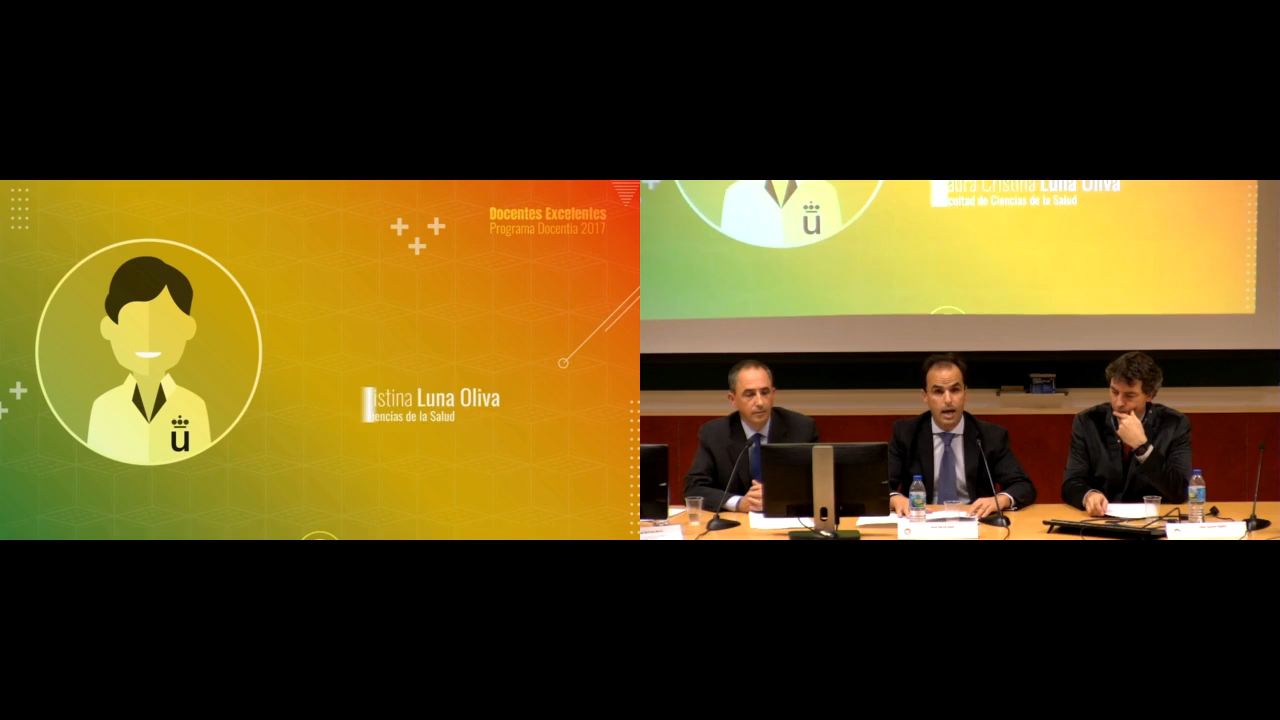 Docentes Excelentes
Programa Docentia 2017
istina Luna Oliva
iencias de la Salud
u
aura Cristina Luna Oliva
cultad de Ciencias de la Salud
u